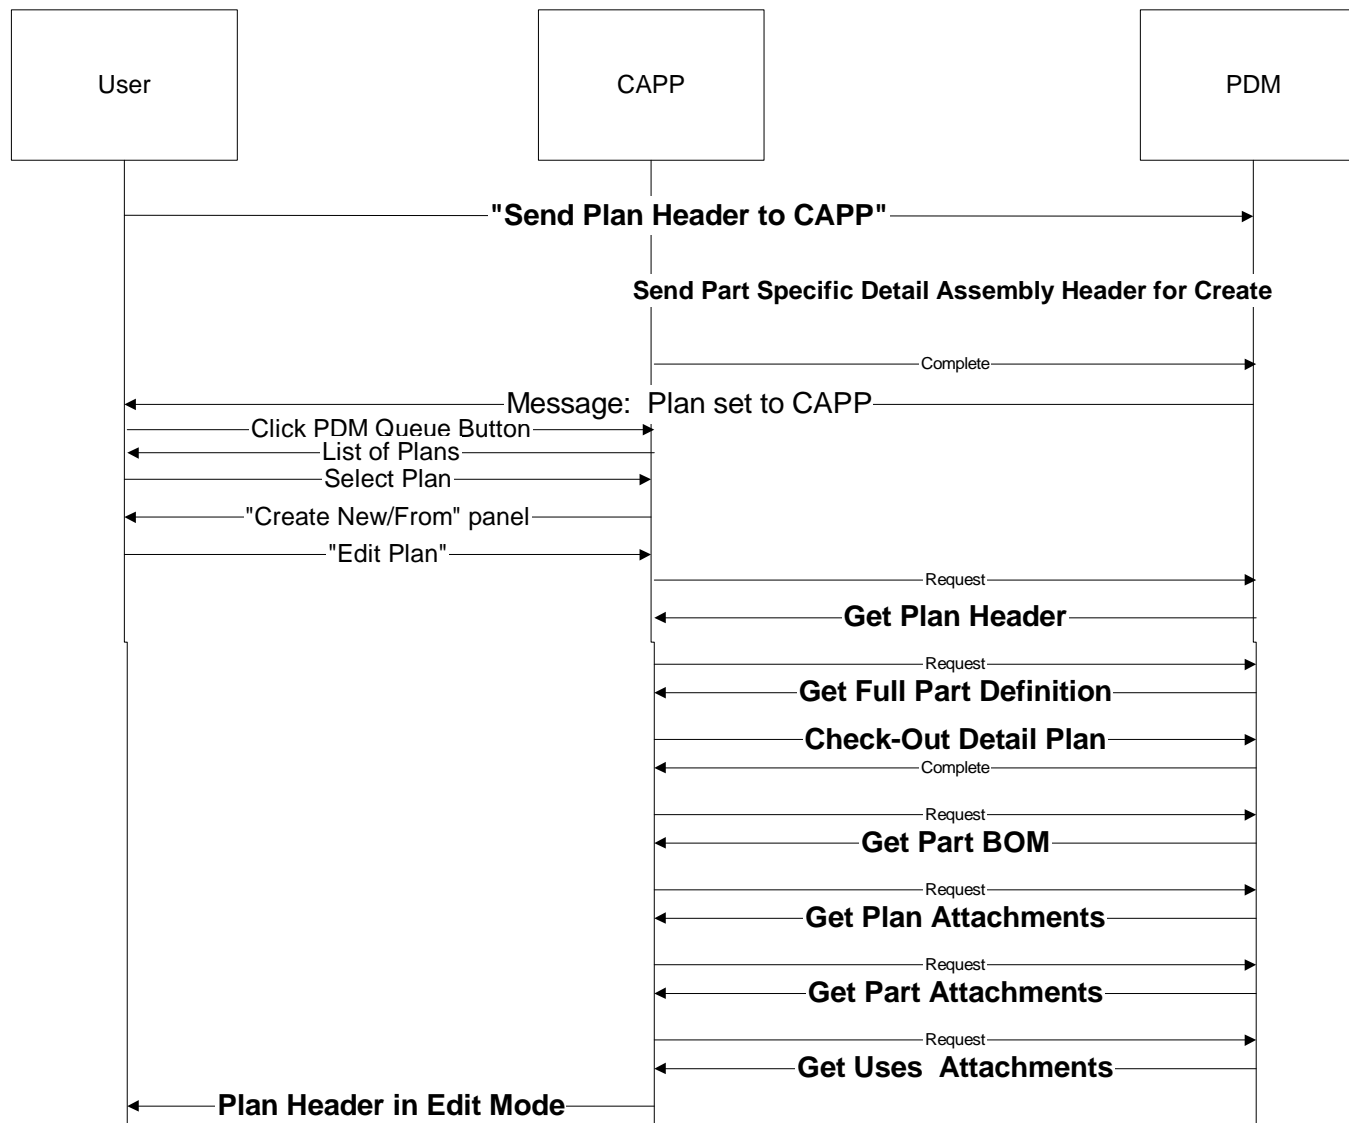 User
CAPP
PDM
"Send Plan Header to CAPP"
Send Part Specific Detail Assembly Header for Create
Complete
Message:  Plan set to CAPP
Click PDM Queue Button
List of Plans
Select Plan
"Create New/From" panel
"Edit Plan"
Request
Get Plan Header
Request
Get Full Part Definition
Check-Out Detail Plan
Complete
Request
Get Part BOM
Request
Get Plan Attachments
Request
Get Part Attachments
Request
Get Uses  Attachments
Plan Header in Edit Mode